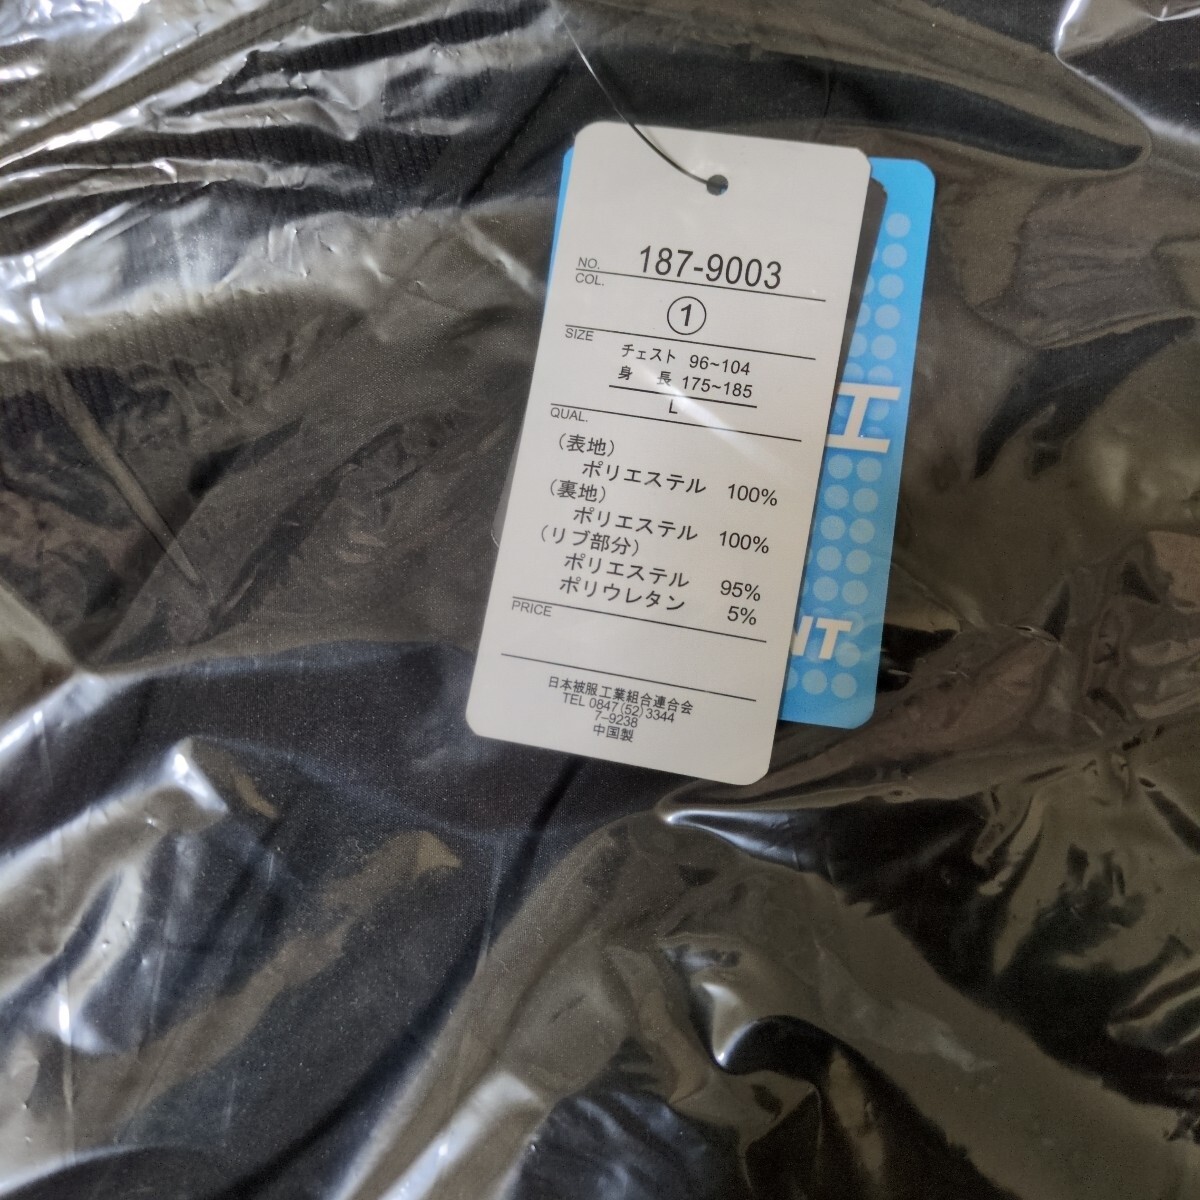 NO. 187-9003
COL. ①
SIZE
チェスト 96~104
身 長 175~185
L
QUAL.
(表地)
ポリエステル 100%
(裏地)
ポリエステル 100%
(リブ部分)
ポリエステル 95%
ポリウレタン 5%
PRICE
日本被服工業組合連合会
TEL 0847(52)3344
7-9238
中国製
工
NT